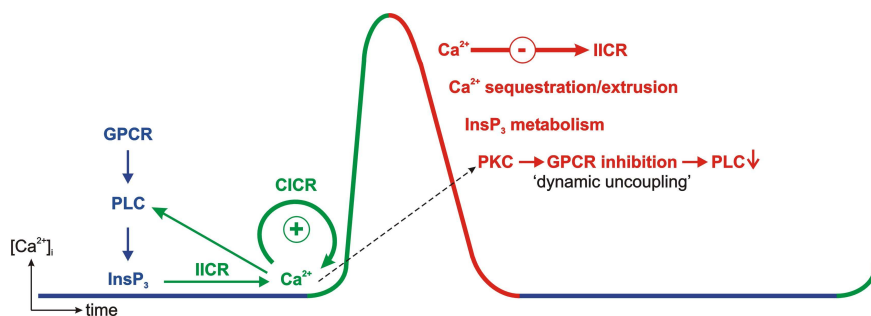 Ca²⁺ - IICR
Ca²⁺ sequestration/extrusion
InsP₃ metabolism
GPCR
PKC GPCR inhibition PLC
'dynamic uncoupling'
CICR
PLC
+
[Ca²⁺]ᵢ
IICR
InsP₃ Ca²⁺
time